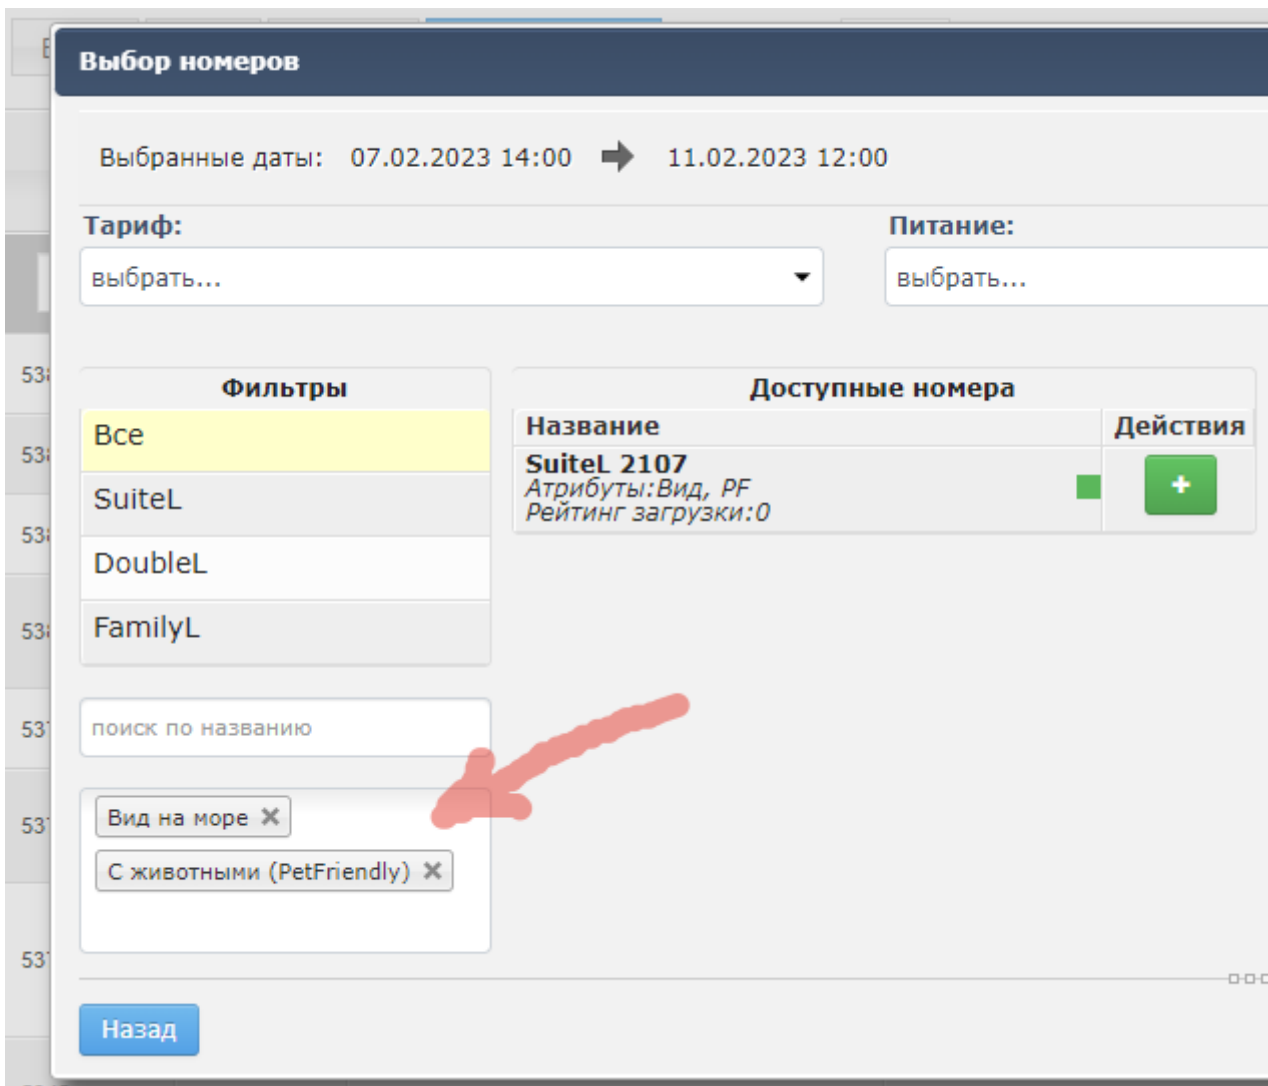 Выбор номеров
Выбранные даты: 07.02.2023 14:00 11.02.2023 12:00
Тариф: Питание:
выбрать... выбрать...
Фильтры
Все
SuiteL
DoubleL
FamilyL
поиск по названию
Вид на море
С животными (PetFriendly)
Доступные номера
Название Действия
SuiteL 2107
Атрибуты:Вид, PF
Рейтинг загрузки:0
Назад